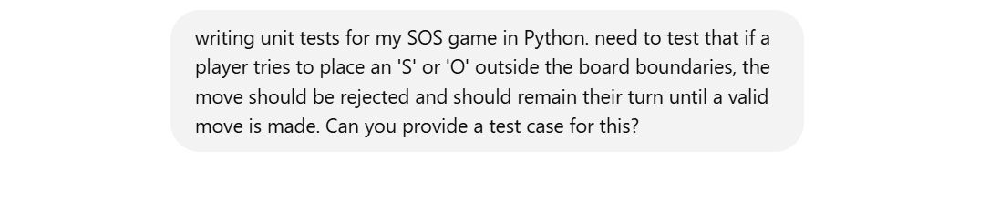 writing unit tests for my SOS game in Python. need to test that if a
player tries to place an 'S' or 'O' outside the board boundaries, the
move should be rejected and should remain their turn until a valid
move is made. Can you provide a test case for this?